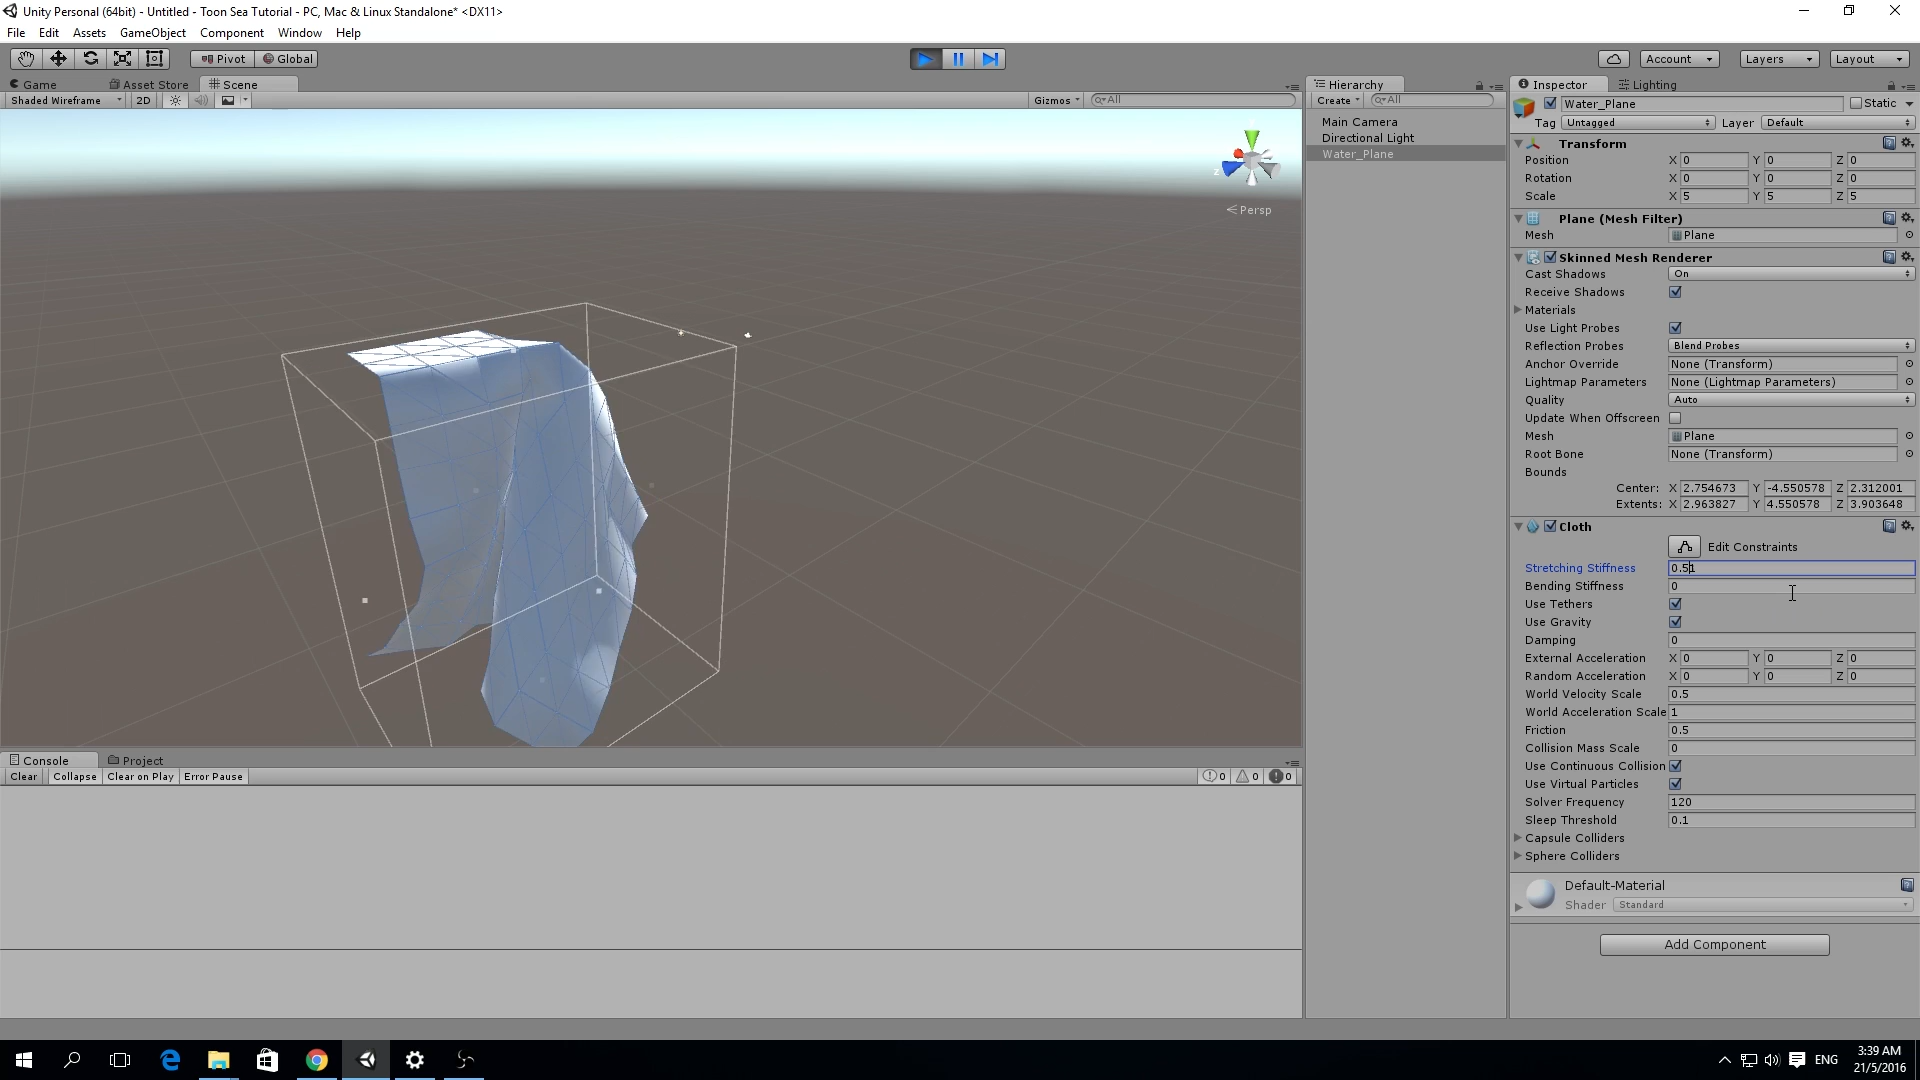 Unity Personal (64bit) - Untitled - Toon Sea Tutorial - PC, Mac & Linux Standalone* <DX11>
File Edit Assets GameObject Component Window Help
Pivot Global Account Layers Layout
Game Asset Store Scene
Shaded Wireframe 2D Gizmos All
Persp
Console Project
Clear Collapse Clear on Play Error Pause 0 0 0
Hierarchy
Create All
Main Camera
Directional Light
Water_Plane
Inspector Lighting
Water_Plane Static
Tag Untagged Layer Default
Transform
Position X 0 Y 0 Z 0
Rotation X 0 Y 0 Z 0
Scale X 5 Y 5 Z 5
Plane (Mesh Filter)
Mesh Plane
Skinned Mesh Renderer
Cast Shadows On
Receive Shadows
Materials
Use Light Probes
Reflection Probes Blend Probes
Anchor Override None (Transform)
Lightmap Parameters None (Lightmap Parameters)
Quality Auto
Update When Offscreen
Mesh Plane
Root Bone None (Transform)
Bounds
Center: X 2.754673 Y -4.550578 Z 2.312001
Extents: X 2.963827 Y 4.550578 Z 3.903648
Cloth
Edit Constraints
Stretching Stiffness 0.51
Bending Stiffness 0
Use Tethers
Use Gravity
Damping 0
External Acceleration X 0 Y 0 Z 0
Random Acceleration X 0 Y 0 Z 0
World Velocity Scale 0.5
World Acceleration Scale 1
Friction 0.5
Collision Mass Scale 0
Use Continuous Collision
Use Virtual Particles
Solver Frequency 120
Sleep Threshold 0.1
Capsule Colliders
Sphere Colliders
Default-Material
Shader Standard
Add Component
ENG 3:39 AM
21/5/2016